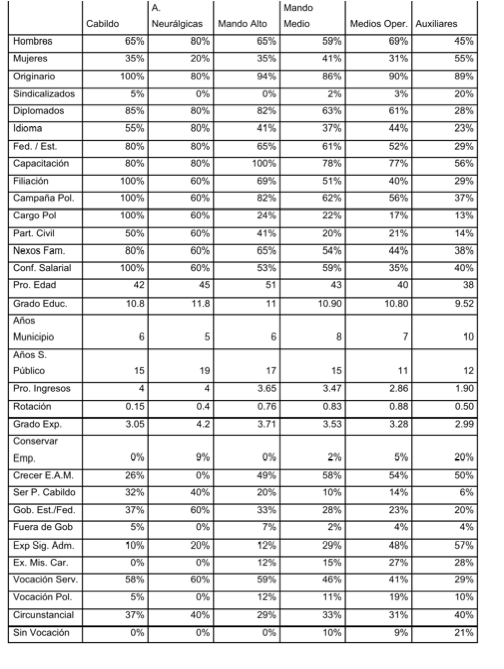 Cabildo A. Neurálgicas Mando Alto Mando Medio Medios Oper. Auxiliares
Hombres 65% 80% 65% 59% 69% 45%
Mujeres 35% 20% 35% 41% 31% 55%
Originario 100% 80% 94% 86% 90% 89%
Sindicalizados 5% 0% 0% 2% 3% 20%
Diplomados 85% 80% 82% 63% 61% 28%
Idioma 55% 80% 41% 37% 44% 23%
Fed. / Est. 80% 80% 65% 61% 52% 29%
Capacitación 80% 80% 100% 78% 77% 56%
Filiación 100% 60% 69% 51% 40% 29%
Campaña Pol. 100% 60% 82% 62% 56% 37%
Cargo Pol 100% 60% 24% 22% 17% 13%
Part. Civil 50% 60% 41% 20% 21% 14%
Nexos Fam. 80% 60% 65% 54% 44% 38%
Conf. Salarial 100% 60% 53% 59% 35% 40%
Pro. Edad 42 45 51 43 40 38
Grado Educ. 10.8 11.8 11 10.90 10.80 9.52
Años
Municipio 6 5 6 8 7 10
Años S.
Público 15 19 17 15 11 12
Pro. Ingresos 4 4 3.65 3.47 2.86 1.90
Rotación 0.15 0.4 0.76 0.83 0.88 0.50
Grado Exp. 3.05 4.2 3.71 3.53 3.28 2.99
Conservar
Emp. 0% 9% 0% 2% 5% 20%
Crecer E.A.M. 26% 0% 49% 58% 54% 50%
Ser P. Cabildo 32% 40% 20% 10% 14% 6%
Gob. Est./Fed. 37% 60% 33% 28% 23% 20%
Fuera de Gob 5% 0% 7% 2% 4% 4%
Exp Sig. Adm. 10% 20% 12% 29% 48% 57%
Ex. Mis. Car. 0% 0% 12% 15% 27% 28%
Vocación Serv. 58% 60% 59% 46% 41% 29%
Vocación Pol. 5% 0% 12% 11% 19% 10%
Circunstancial 37% 40% 29% 33% 31% 40%
Sin Vocación 0% 0% 0% 10% 9% 21%